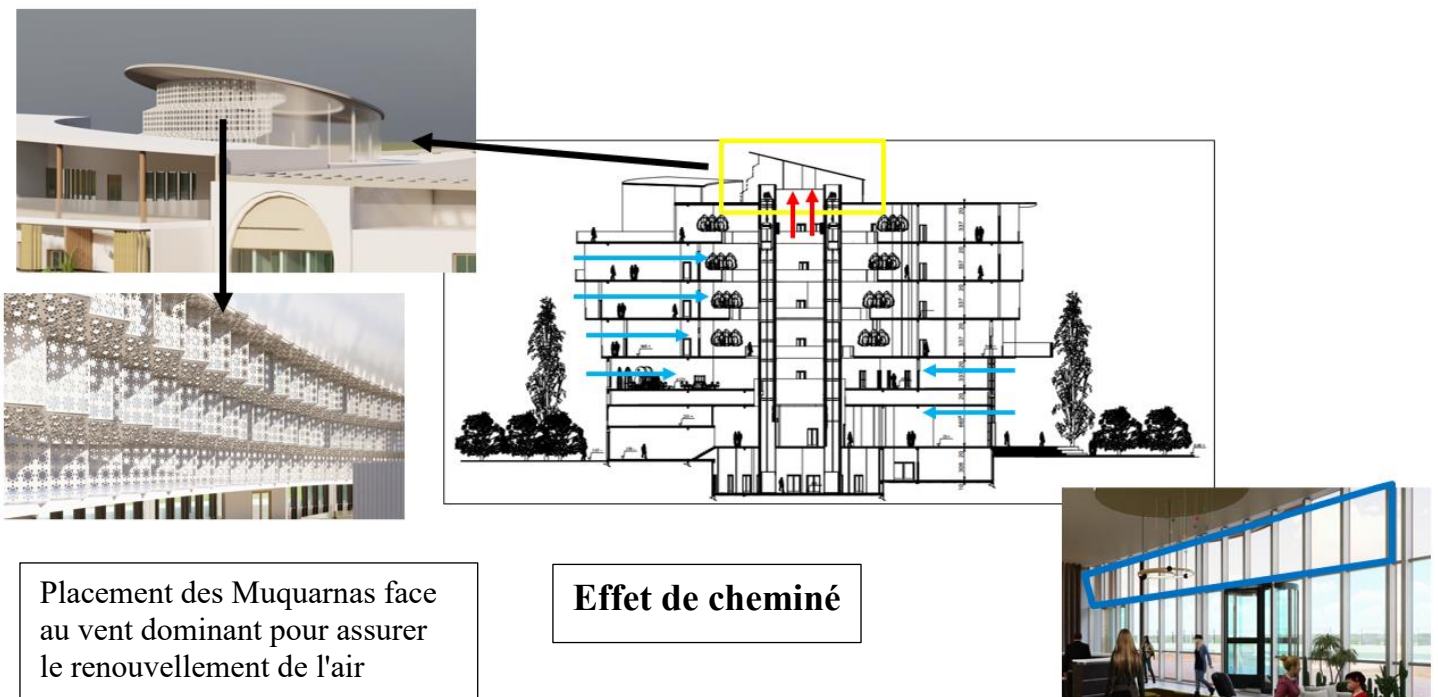 Placement des Muquarnas face
au vent dominant pour assurer
le renouvellement de l'air
Effet de cheminé